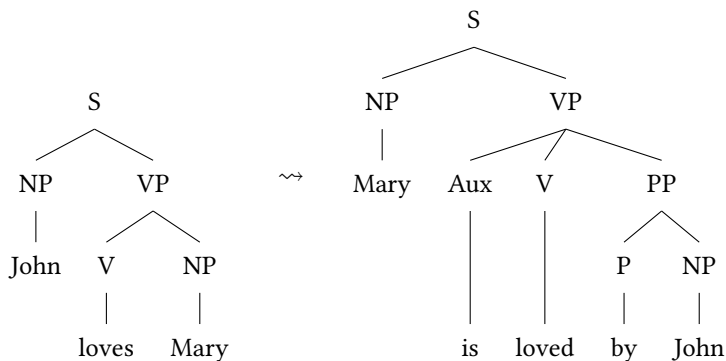 S
NP VP
John V NP
loves Mary
⇝
S
NP VP
Mary Aux V PP
P NP
is loved by John